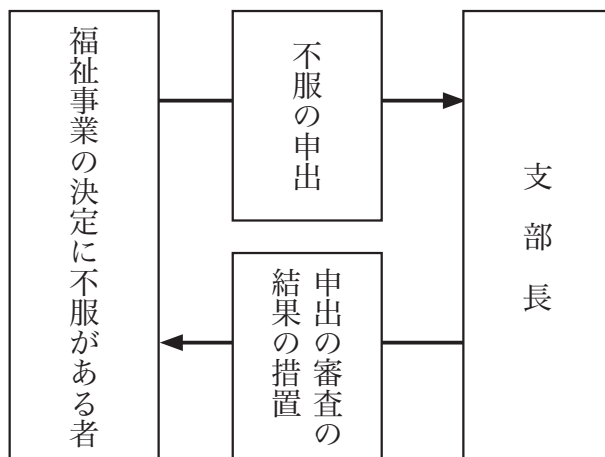 福祉事業の決定に不服がある者
不服の申出
申出の審査の
結果の措置
支部長